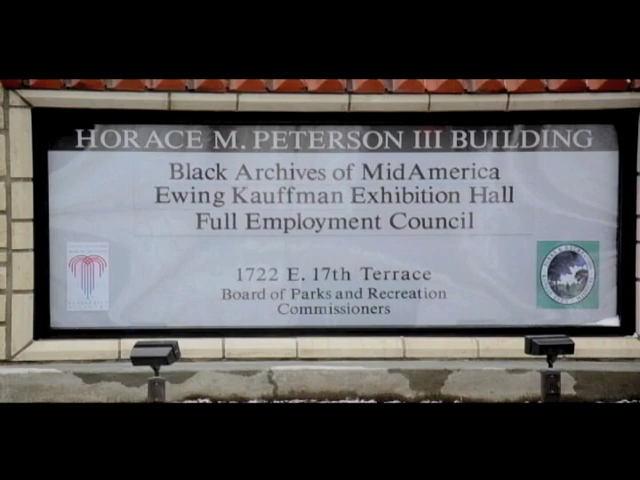 HORACE M. PETERSON III BUILDING
Black Archives of MidAmerica
Ewing Kauffman Exhibition Hall
Full Employment Council
1722 E. 17th Terrace
Board of Parks and Recreation
Commissioners